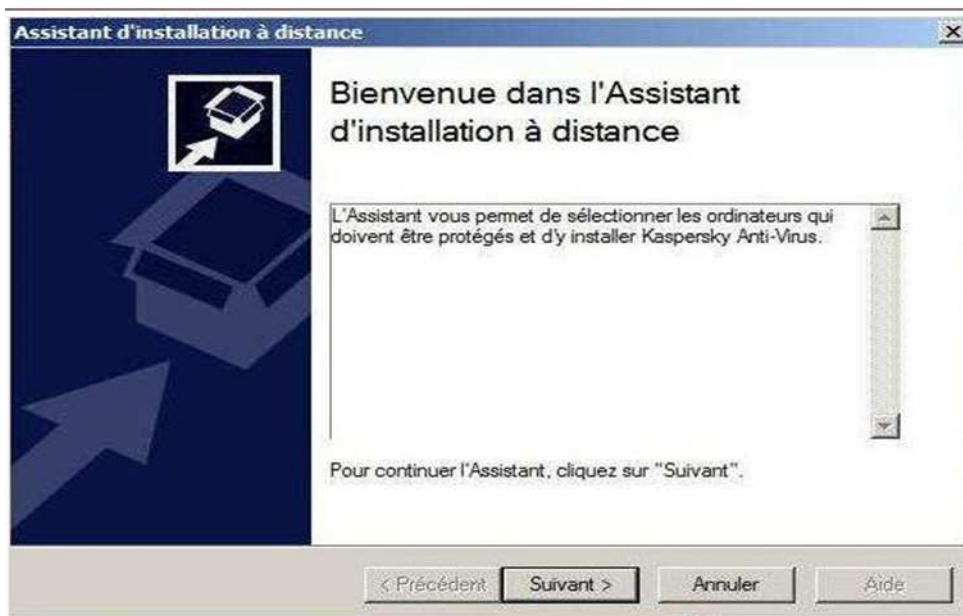 Assistant d'installation à distance
Bienvenue dans l'Assistant
d'installation à distance
L'Assistant vous permet de sélectionner les ordinateurs qui
doivent être protégés et d'y installer Kaspersky Anti-Virus.
Pour continuer l'Assistant, cliquez sur "Suivant".
< Précédent Suivant > Annuler Aide